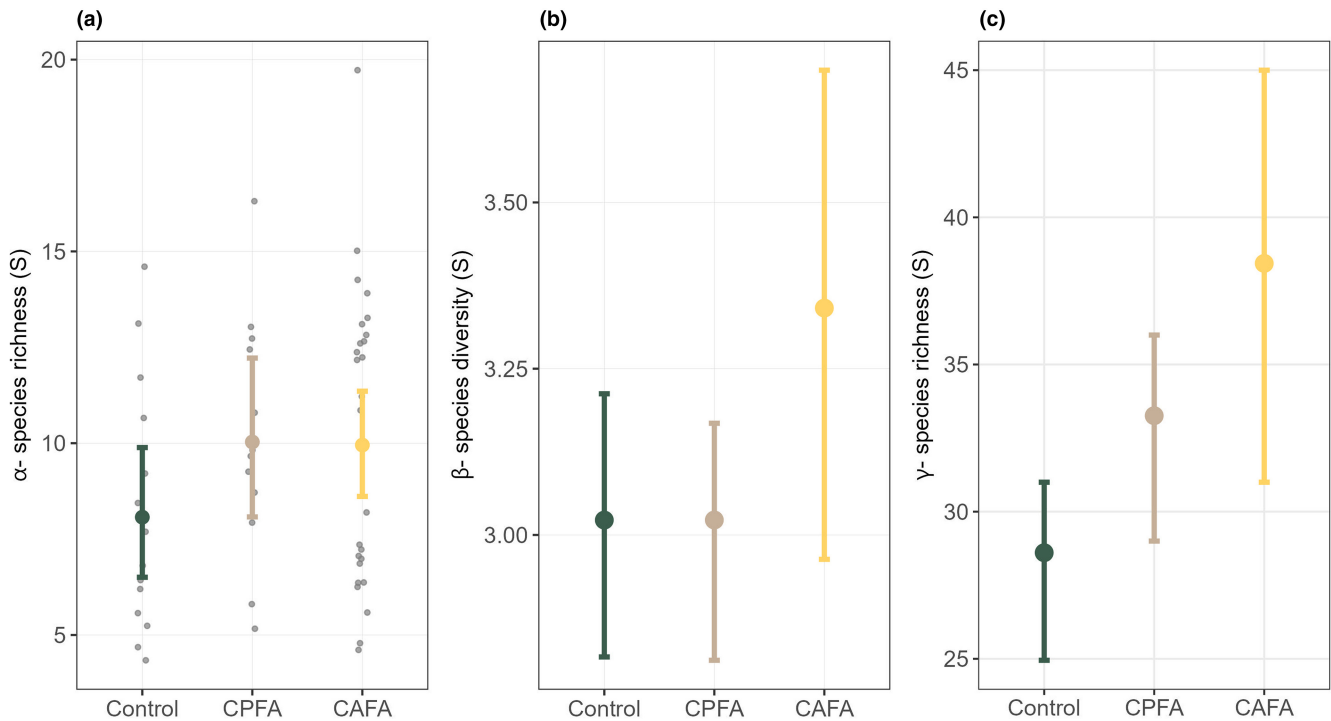 (a)
α- species richness (S)
20
15
10
5
Control CPFA CAFA
(b)
β- species diversity (S)
3.50
3.25
3.00
Control CPFA CAFA
(c)
γ- species richness (S)
45
40
35
30
25
Control CPFA CAFA